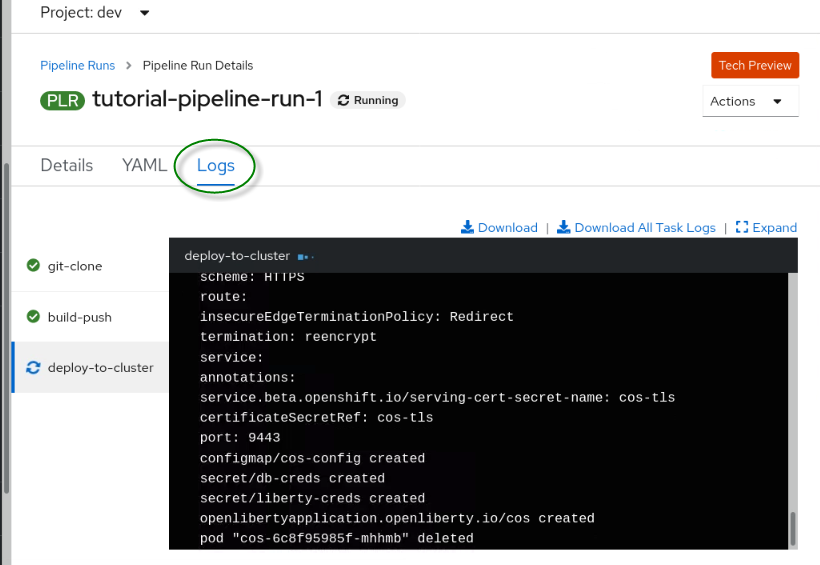 Project: dev
Pipeline Runs > Pipeline Run Details
Tech Preview
PLR tutorial-pipeline-run-1 Running
Actions
Details YAML Logs
Download | Download All Task Logs | Expand
git-clone
build-push
deploy-to-cluster
deploy-to-cluster
scheme: HTTPS
route:
insecureEdgeTerminationPolicy: Redirect
termination: reencrypt
service:
annotations:
service.beta.openshift.io/serving-cert-secret-name: cos-tls
certificateSecretRef: cos-tls
port: 9443
configmap/cos-config created
secret/db-creds created
secret/liberty-creds created
openlibertyapplication.openliberty.io/cos created
pod "cos-6c8f95985f-mhhmb" deleted